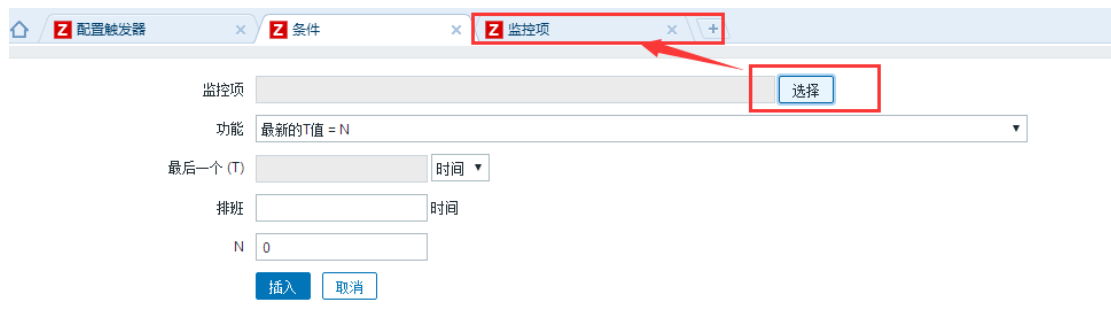 Z 配置触发器 × Z 条件 × Z 监控项 × +
监控项 选择
功能 最新的T值 = N
最后一个 (T) 时间
排班 时间
N 0
插入 取消